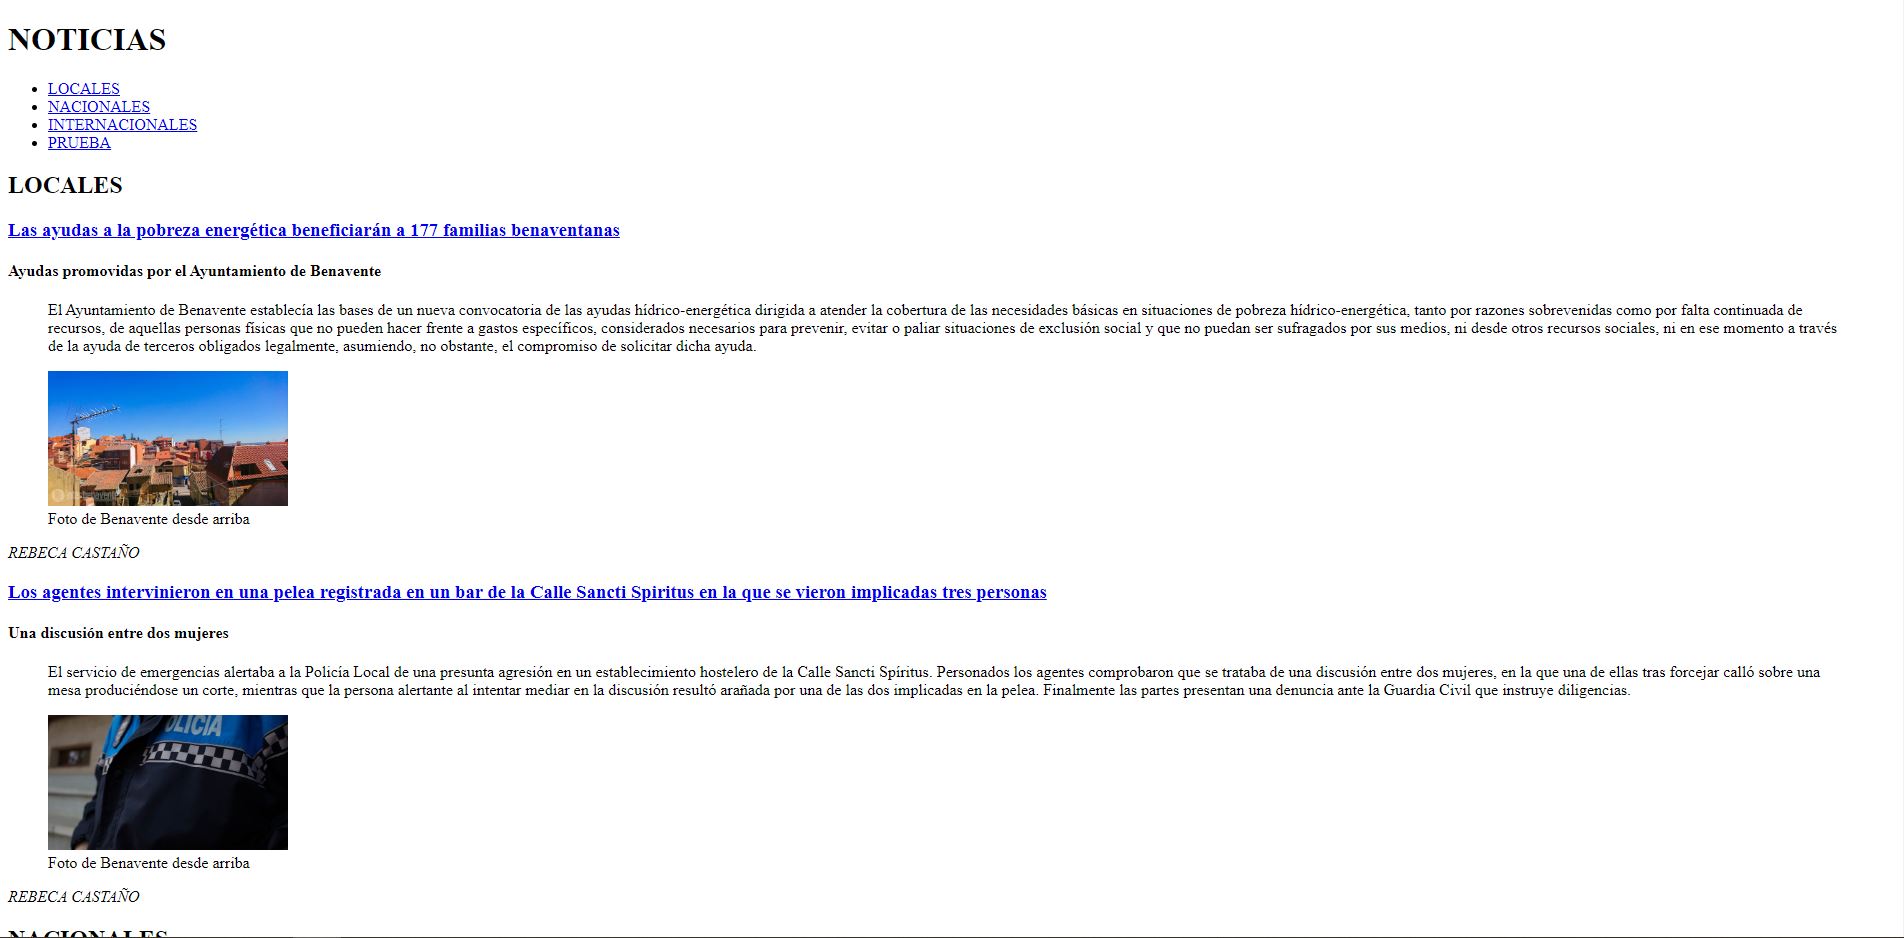 NOTICIAS
LOCALES
NACIONALES
INTERNACIONALES
PRUEBA
LOCALES
Las ayudas a la pobreza energética beneficiarán a 177 familias benaventanas
Ayudas promovidas por el Ayuntamiento de Benavente
El Ayuntamiento de Benavente establecía las bases de un nueva convocatoria de las ayudas hídrico-energética dirigida a atender la cobertura de las necesidades básicas en situaciones de pobreza hídrico-energética, tanto por razones sobrevenidas como por falta continuada de
recursos, de aquellas personas físicas que no pueden hacer frente a gastos específicos, considerados necesarios para prevenir, evitar o paliar situaciones de exclusión social y que no puedan ser sufragados por sus medios, ni desde otros recursos sociales, ni en ese momento a través
de la ayuda de terceros obligados legalmente, asumiendo, no obstante, el compromiso de solicitar dicha ayuda.
Foto de Benavente desde arriba
REBECA CASTAÑO
Los agentes intervinieron en una pelea registrada en un bar de la Calle Sancti Spiritus en la que se vieron implicadas tres personas
Una discusión entre dos mujeres
El servicio de emergencias alertaba a la Policía Local de una presunta agresión en un establecimiento hostelero de la Calle Sancti Spíritus. Personados los agentes comprobaron que se trataba de una discusión entre dos mujeres, en la que una de ellas tras forcejar calló sobre una
mesa produciéndose un corte, mientras que la persona alertante al intentar mediar en la discusión resultó arañada por una de las dos implicadas en la pelea. Finalmente las partes presentan una denuncia ante la Guardia Civil que instruye diligencias.
OLICIA
Foto de Benavente desde arriba
REBECA CASTAÑO
NACIONALES